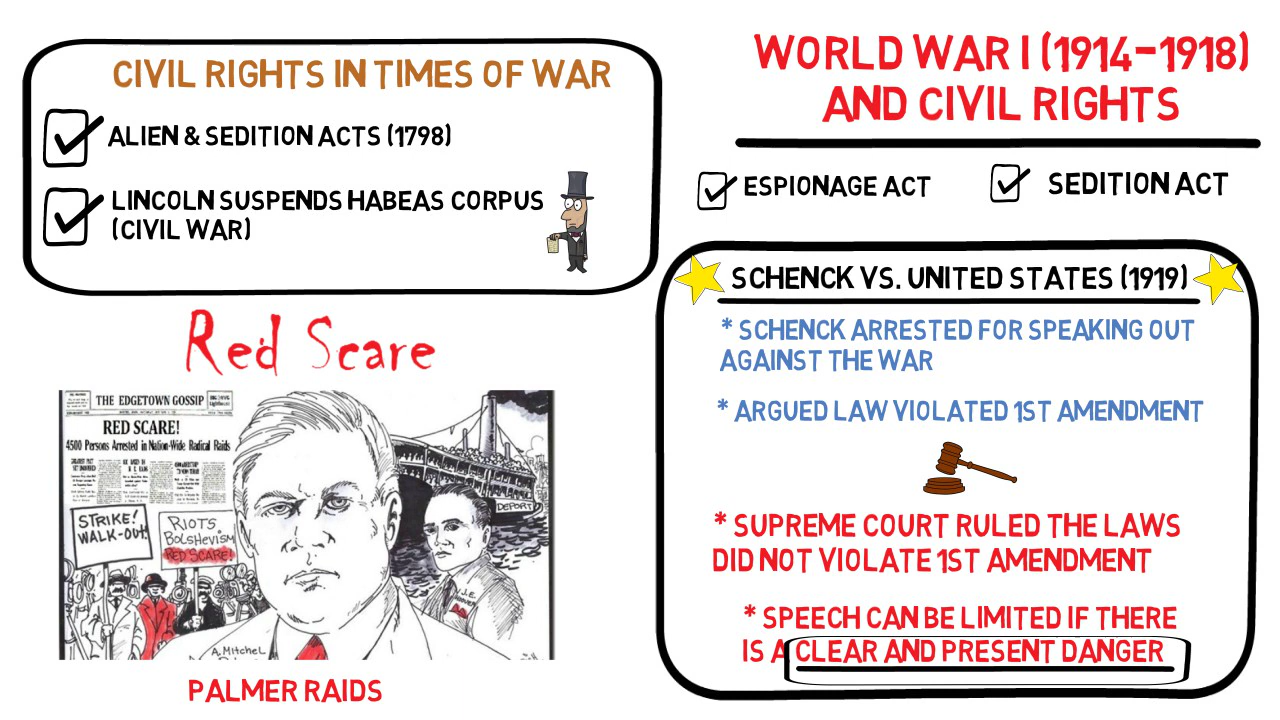 CIVIL RIGHTS IN TIMES OF WAR
ALIEN & SEDITION ACTS (1798)
LINCOLN SUSPENDS HABEAS CORPUS
(CIVIL WAR)
WORLD WAR I (1914-1918)
AND CIVIL RIGHTS
ESPIONAGE ACT
SEDITION ACT
SCHENCK VS. UNITED STATES (1919)
* SCHENCK ARRESTED FOR SPEAKING OUT
AGAINST THE WAR
* ARGUED LAW VIOLATED 1ST AMENDMENT
* SUPREME COURT RULED THE LAWS
DID NOT VIOLATE 1ST AMENDMENT
* SPEECH CAN BE LIMITED IF THERE
IS A CLEAR AND PRESENT DANGER
Red Scare
THE EDGETOWN GOSSIP
RED SCARE!
4500 Persons Arrested in Nation-Wide Radical Raids
STRIKE!
WALK-OUT!
RIOTS
BOLSHEVISM
RED SCARE!
DEPORT
J.E.
HOOVER
A. MITCHEL
PALMER RAIDS